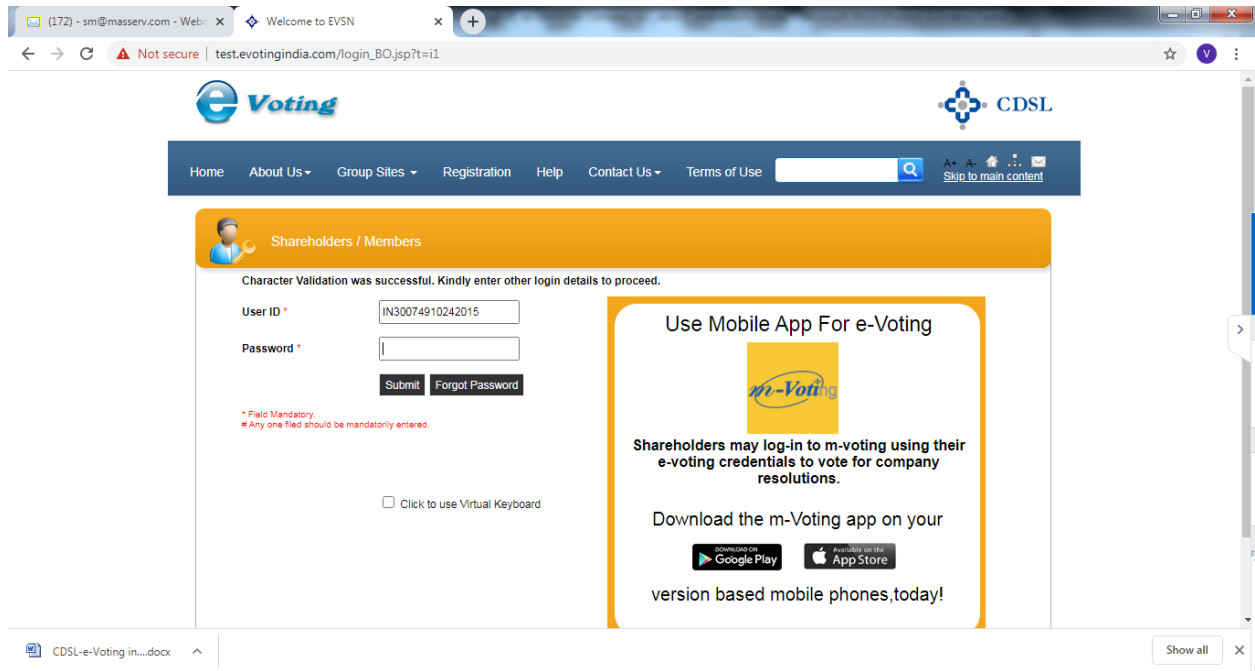 (172) - sm@masserv.com - Webn
Welcome to EVSN
Not secure | test.evotingindia.com/login_BO.jsp?t=i1
V
e Voting
CDSL
Home About Us Group Sites Registration Help Contact Us Terms of Use
A+ A-
Skip to main content
Shareholders / Members
Character Validation was successful. Kindly enter other login details to proceed.
User ID *
IN30074910242015
Password *
Submit Forgot Password
* Field Mandatory.
# Any one filed should be mandatorily entered.
Click to use Virtual Keyboard
Use Mobile App For e-Voting
m-Voting
Shareholders may log-in to m-voting using their
e-voting credentials to vote for company
resolutions.
Download the m-Voting app on your
DOWNLOAD ON
Google Play
Available on the
App Store
version based mobile phones,today!
CDSL-e-Voting in....docx
Show all